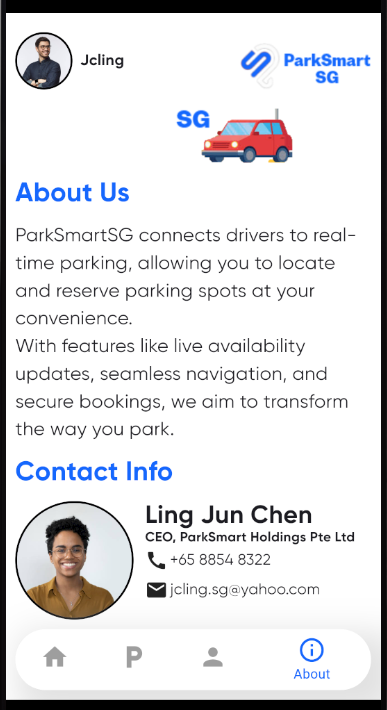 Jcling
ParkSmart
SG
SG
About Us
ParkSmartSG connects drivers to real-
time parking, allowing you to locate
and reserve parking spots at your
convenience.
With features like live availability
updates, seamless navigation, and
secure bookings, we aim to transform
the way you park.
Contact Info
Ling Jun Chen
CEO, ParkSmart Holdings Pte Ltd
+65 8854 8322
jcling.sg@yahoo.com
P
About